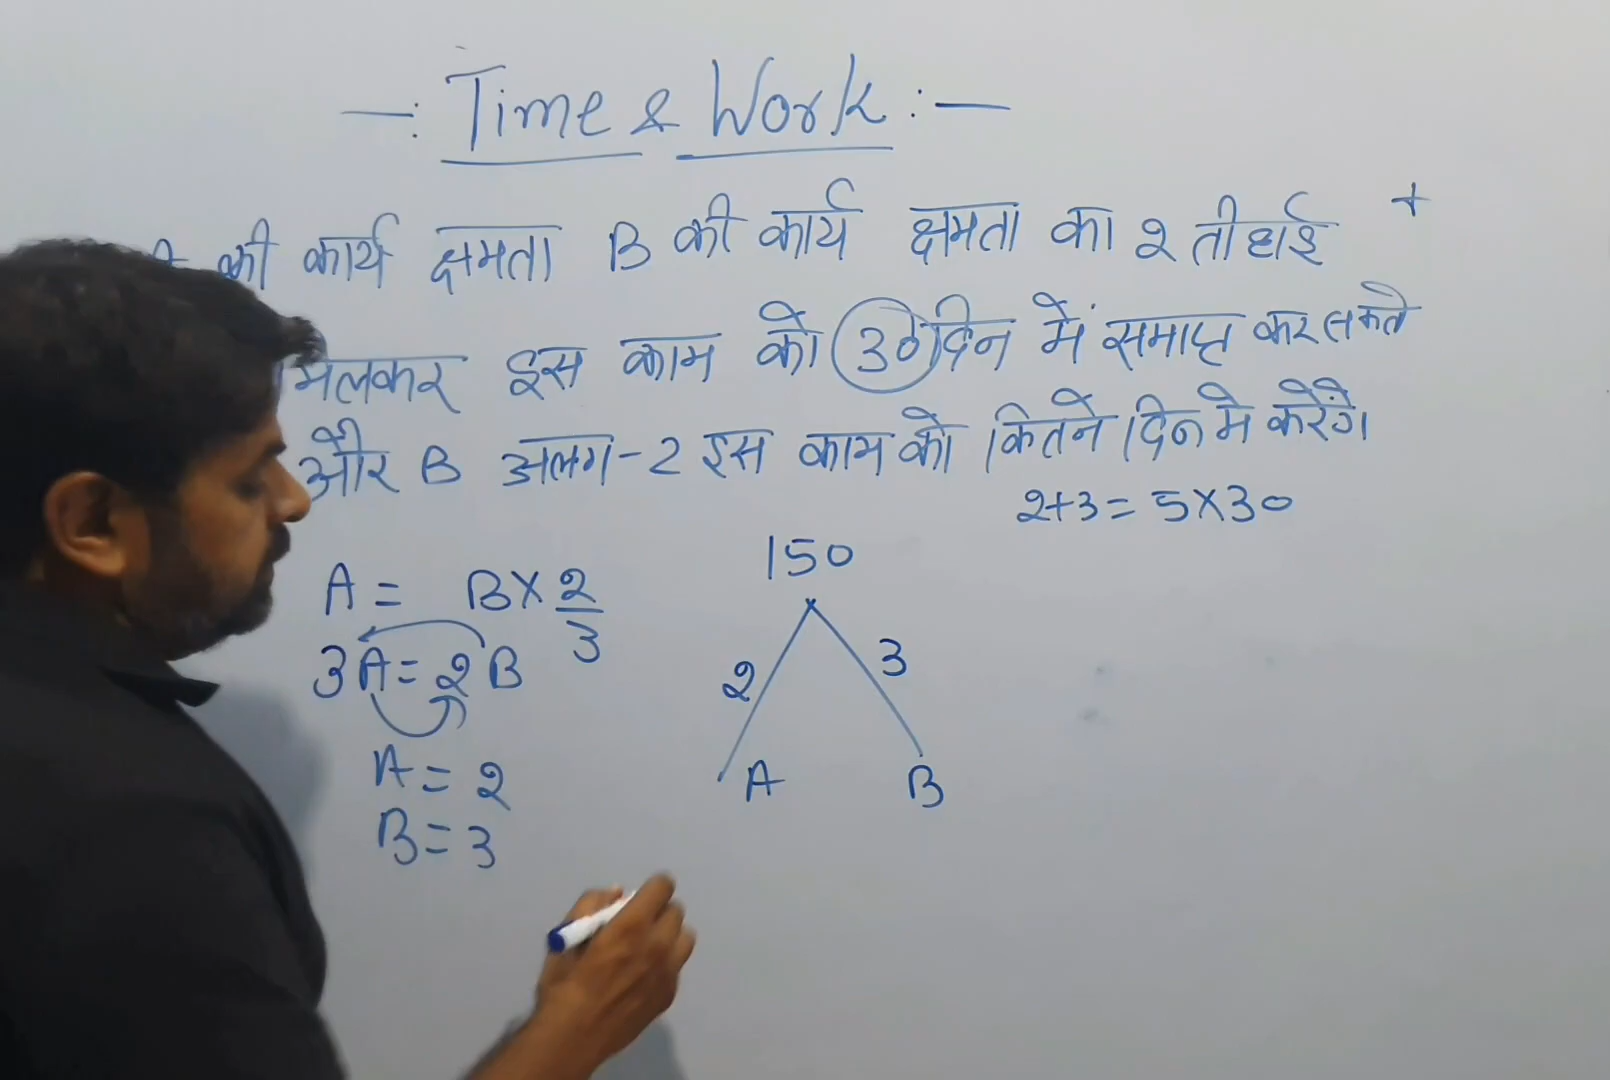 —: Time & Work :—
की कार्य क्षमता B की कार्य क्षमता का 2 तीहाई +
मिलकर इस काम को 30 दिन में समाप्त कर सकते
और B अलग-2 इस काम को कितने दिन मे करेंगे।
2+3 = 5×30
150
A = B × 2/3
3A = 2B
2 3
A = 2
A B
B = 3